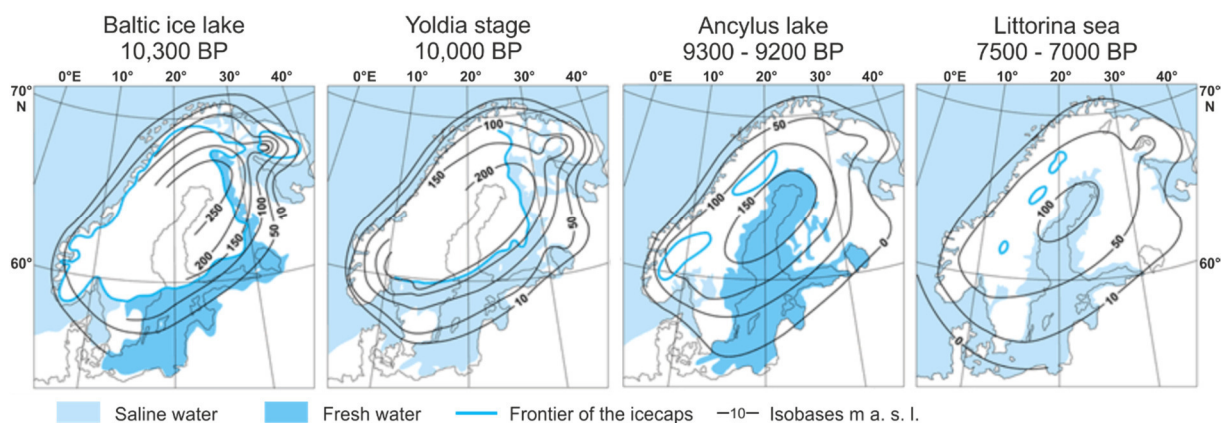 Baltic ice lake
10,300 BP
Yoldia stage
10,000 BP
Ancylus lake
9300 - 9200 BP
Littorina sea
7500 - 7000 BP
0°E 10° 20° 30° 40°
0°E 10° 20° 30° 40°
0°E 10° 20° 30° 40°
0°E 10° 20° 30° 40°
70°
N
60°
250
200
150
100
50
10
100
150
200
50
10
50
100
150
0
10
100
50
10
0
70°
N
60°
Saline water
Fresh water
Frontier of the icecaps
10 Isobases m a. s. l.